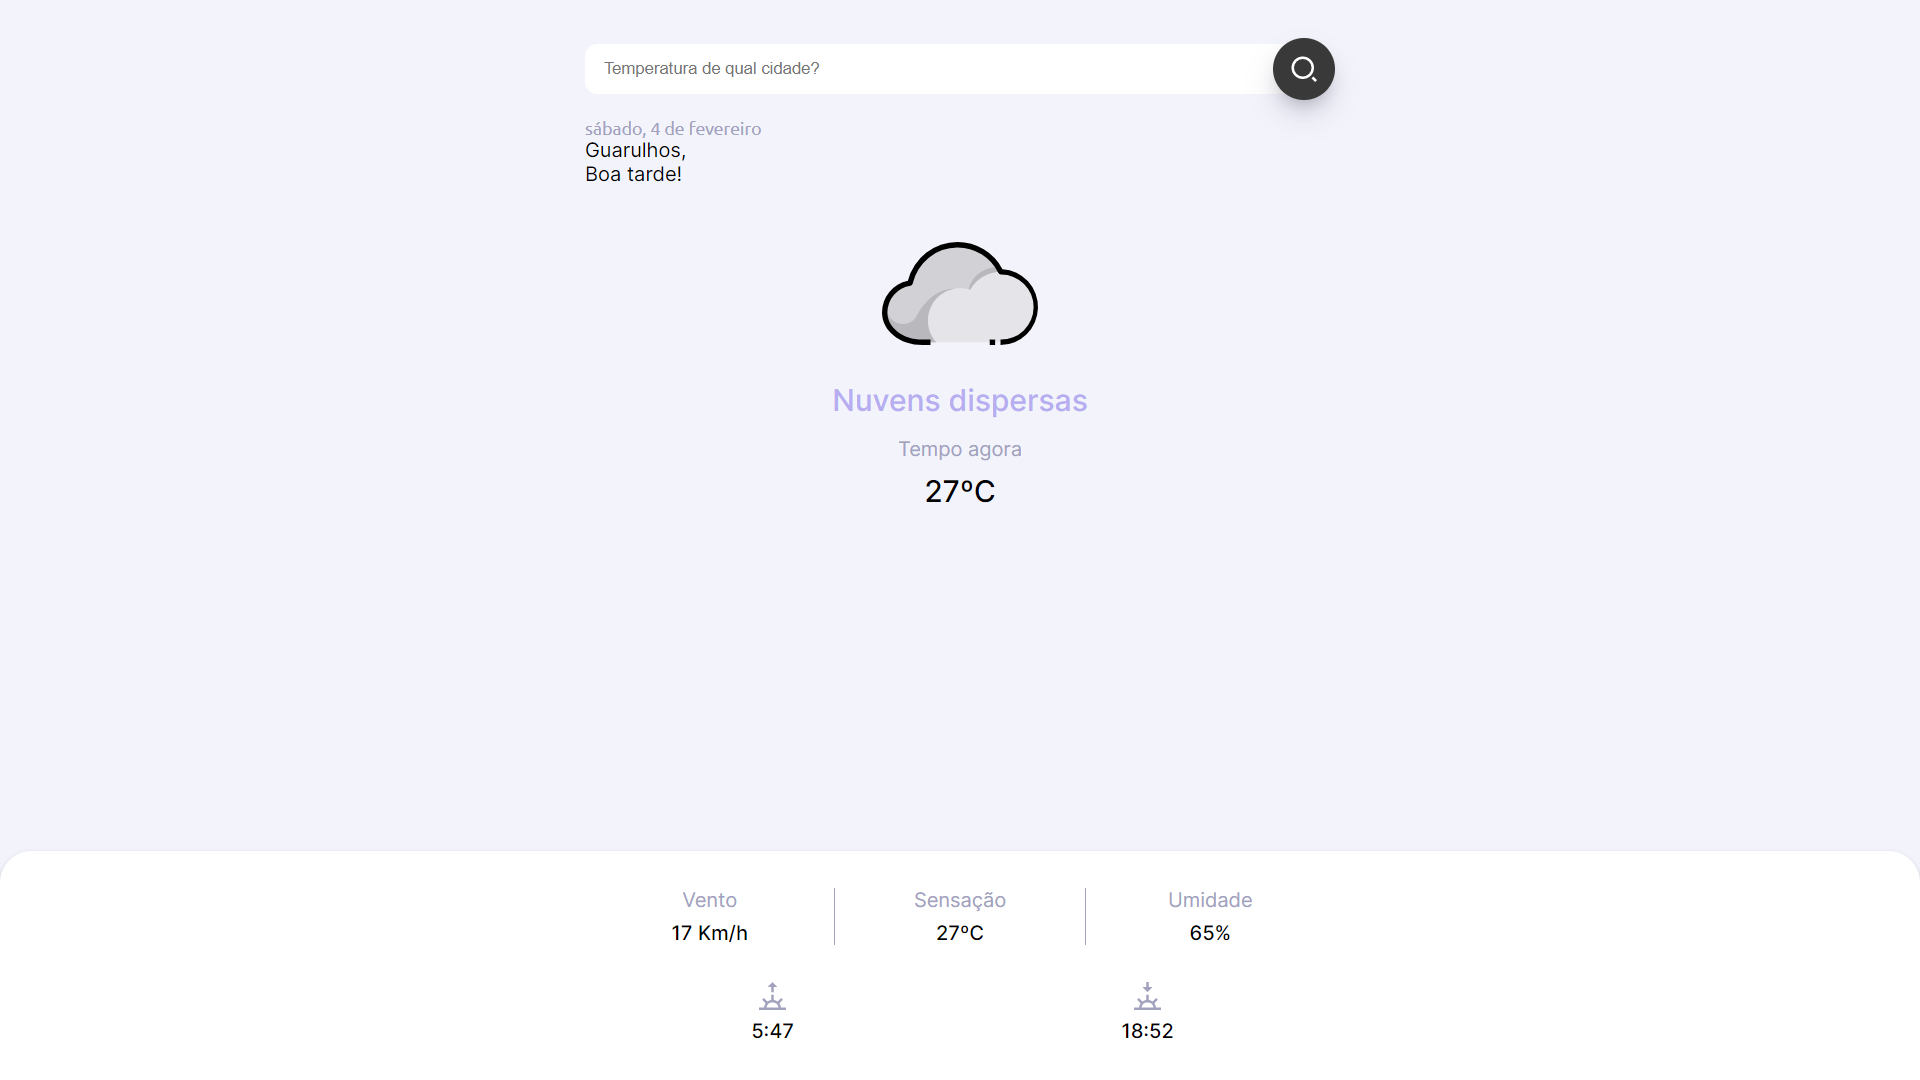 Temperatura de qual cidade?
sábado, 4 de fevereiro
Guarulhos,
Boa tarde!
Nuvens dispersas
Tempo agora
27ºC
Vento
17 Km/h
Sensação
27ºC
Umidade
65%
5:47
18:52